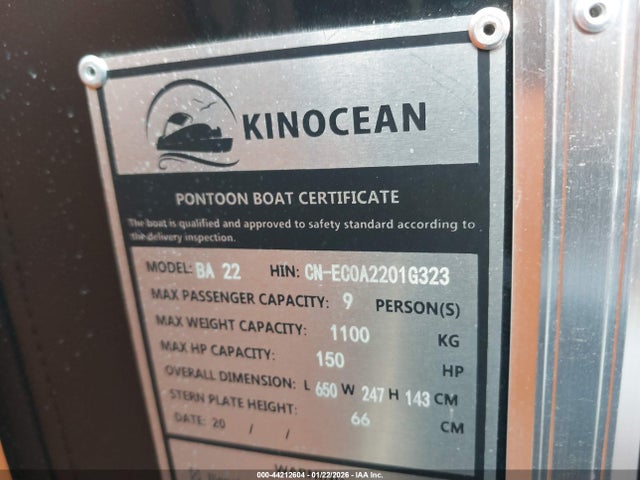 KINOCEAN
PONTOON BOAT CERTIFICATE
The boat is qualified and approved to safety standard according to
the delivery inspection.
MODEL: BA 22 HIN: CN-ECOA2201G323
MAX PASSENGER CAPACITY: 9 PERSON(S)
MAX WEIGHT CAPACITY: 1100 KG
MAX HP CAPACITY: 150 HP
OVERALL DIMENSION: L 650 W 247 H 143 CM
STERN PLATE HEIGHT: 66 CM
DATE: 20 / /
000-44212604 | 01/22/2026 | IAA Inc.